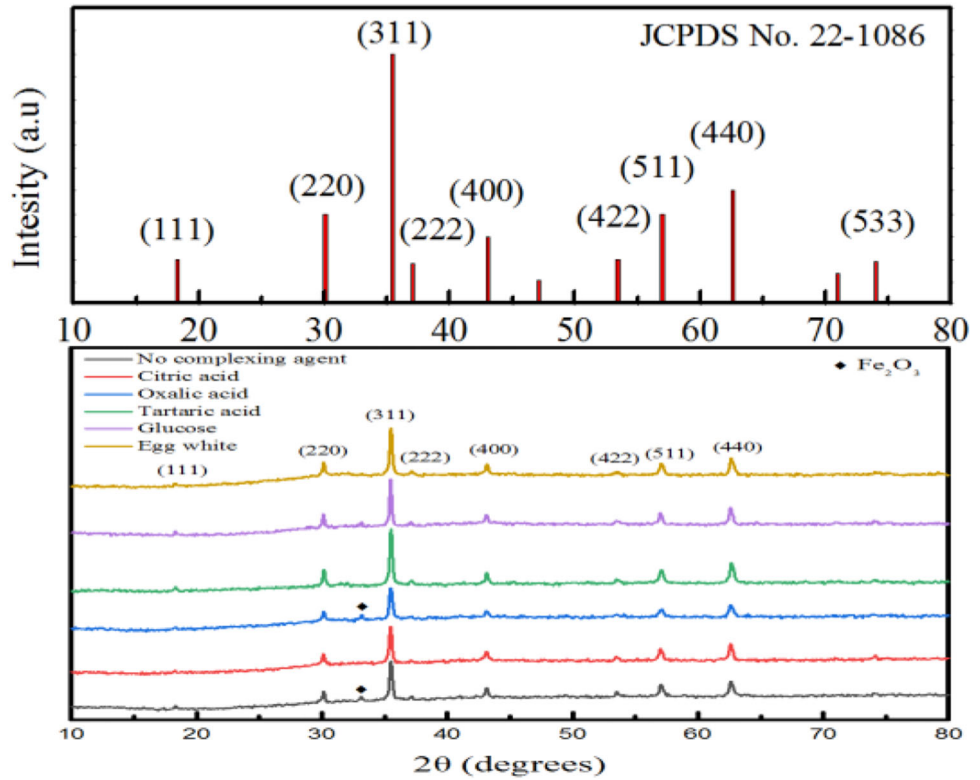 JCPDS No. 22-1086
Intesity (a.u)
(111)
(220)
(311)
(222)
(400)
(422)
(511)
(440)
(533)
10 20 30 40 50 60 70 80
No complexing agent
Citric acid
Oxalic acid
Tartaric acid
Glucose
Egg white
◆ Fe₂O₃
(111)
(220)
(311)
(222)
(400)
(422)
(511)
(440)
10 20 30 40 50 60 70 80
2θ (degrees)